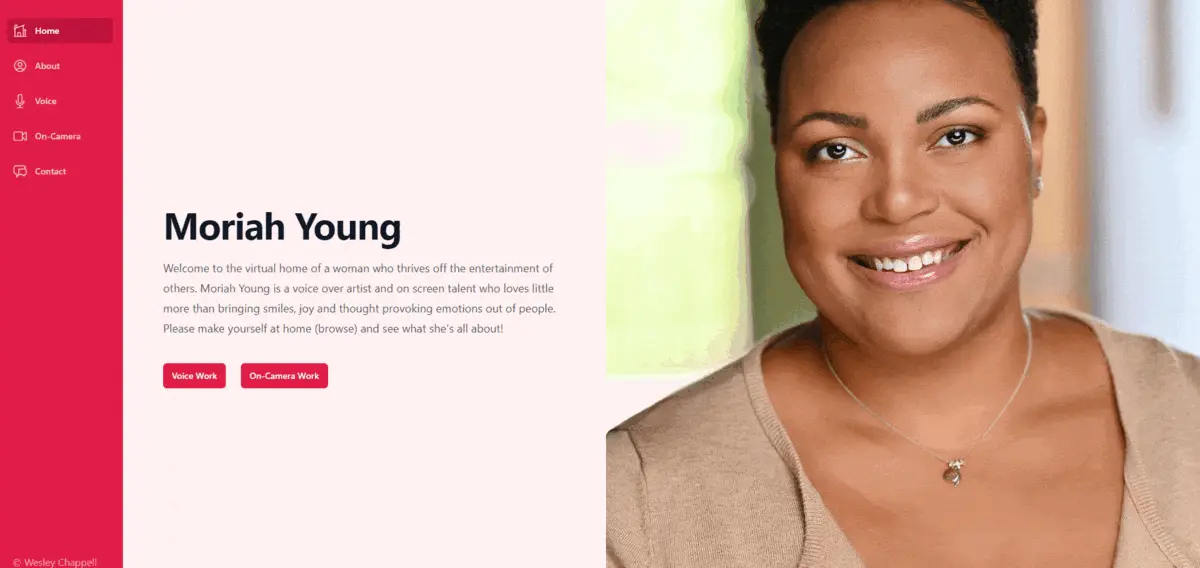 Home
About
Voice
On-Camera
Contact
Moriah Young
Welcome to the virtual home of a woman who thrives off the entertainment of
others. Moriah Young is a voice over artist and on screen talent who loves little
more than bringing smiles, joy and thought provoking emotions out of people.
Please make yourself at home (browse) and see what she's all about!
Voice Work
On-Camera Work
© Wesley Chappell